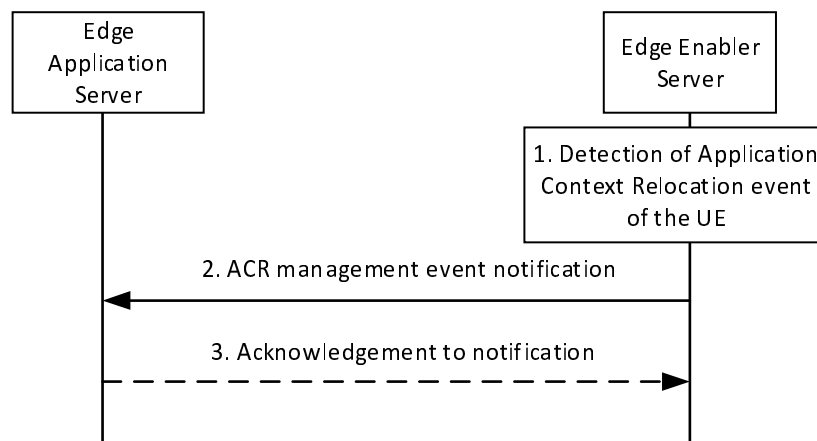 Edge
Application
Server
Edge Enabler
Server
1. Detection of Application
Context Relocation event
of the UE
2. ACR management event notification
3. Acknowledgement to notification